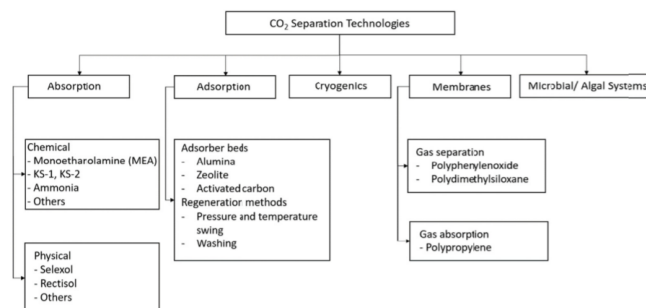 CO₂ Separation Technologies
Absorption
Adsorption
Cryogenics
Membranes
Microbial/ Algal Systems
Chemical
- Monoetharolamine (MEA)
- KS-1, KS-2
- Ammonia
- Others
Physical
- Selexol
- Rectisol
- Others
Adsorber beds
- Alumina
- Zeolite
- Activated carbon
Regeneration methods
- Pressure and temperature
swing
- Washing
Gas separation
- Polyphenylenoxide
- Polydimethylsiloxane
Gas absorption
- Polypropylene